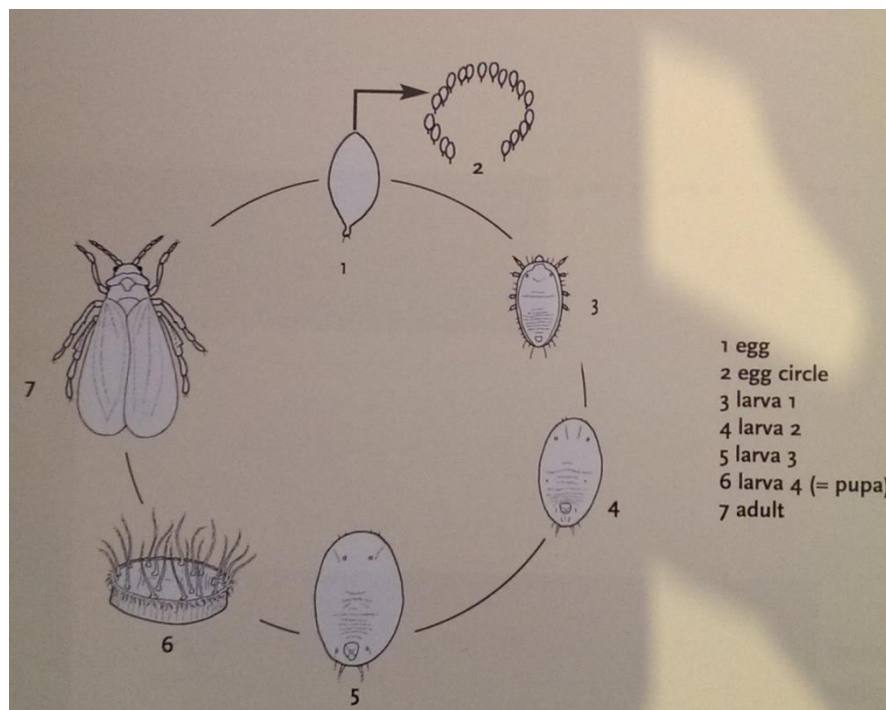 2
1
3
7
4
6
5
1 egg
2 egg circle
3 larva 1
4 larva 2
5 larva 3
6 larva 4 (= pupa)
7 adult